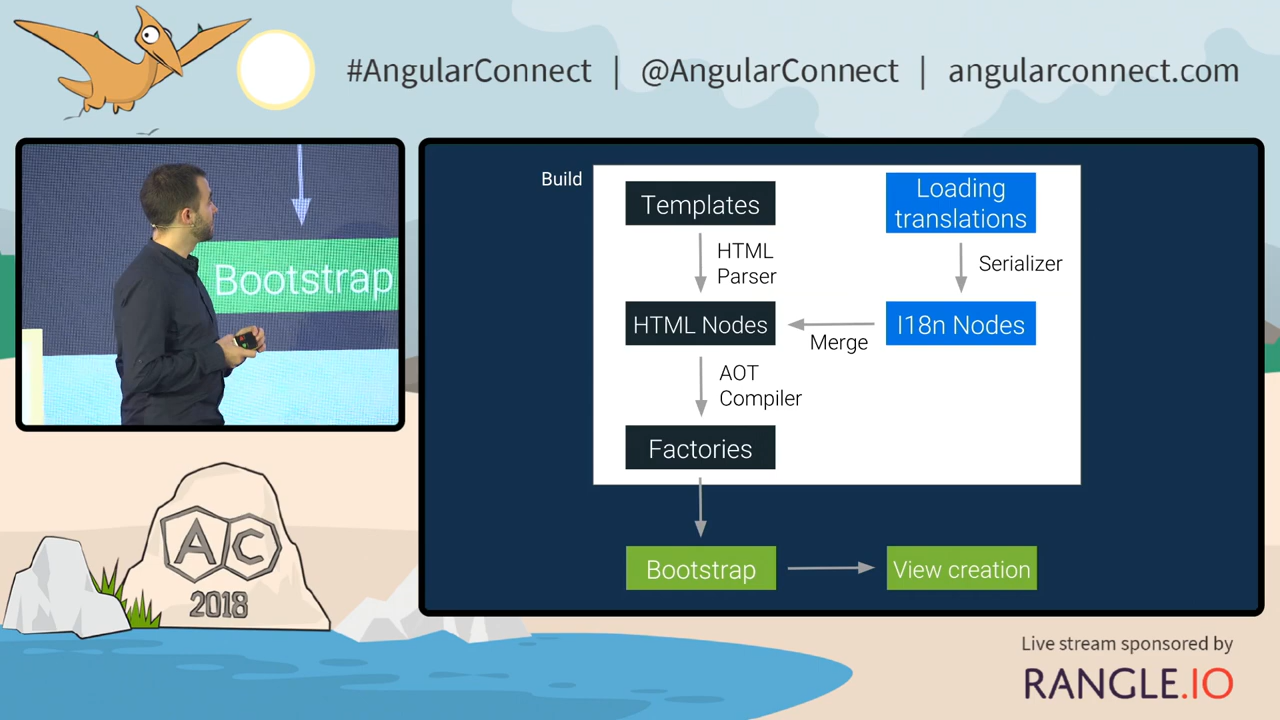 #AngularConnect | @AngularConnect | angularconnect.com
Bootstrap
Build
Templates
Loading
translations
HTML
Parser
Serializer
HTML Nodes
Merge
I18n Nodes
AOT
Compiler
Factories
Bootstrap
View creation
AC
2018
Live stream sponsored by
RANGLE.IO